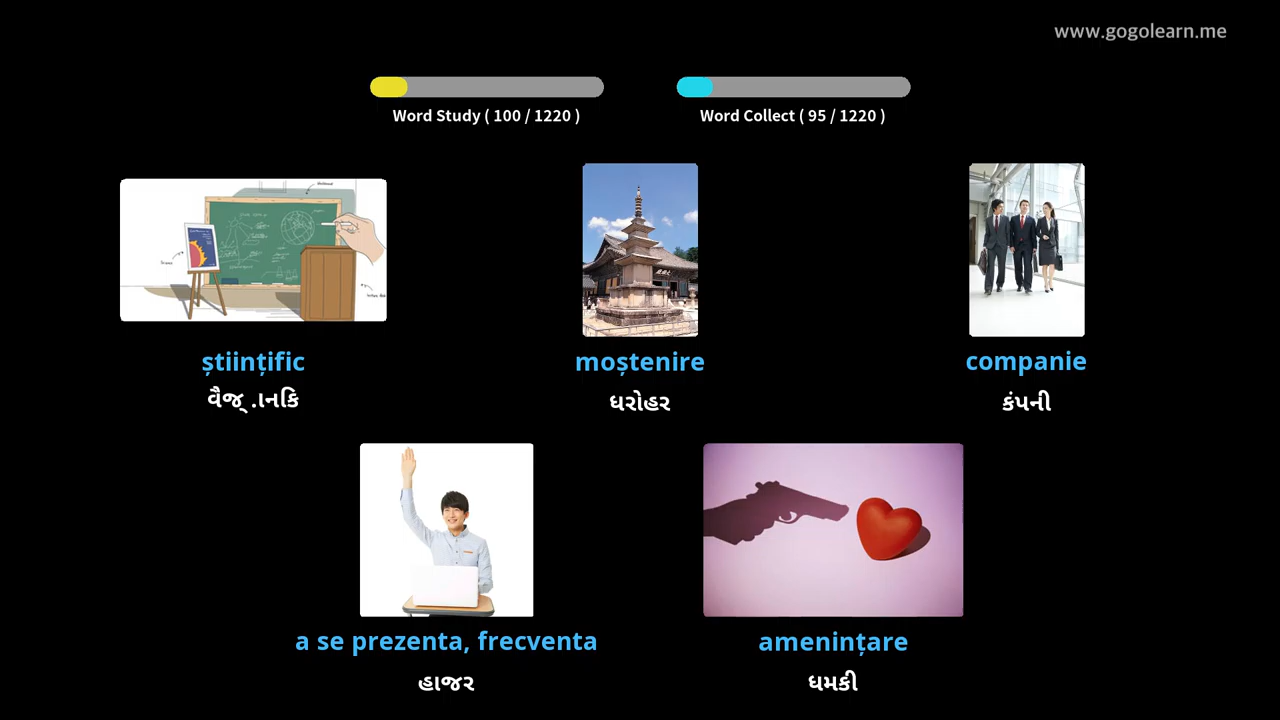 www.gogolearn.me
Word Study ( 100 / 1220 )
Word Collect ( 95 / 1220 )
științific
moștenire
companie
વૈજ્ .ાનકિ
ધરોહર
કંપની
a se prezenta, frecventa
amenințare
હાજર
ધમકી